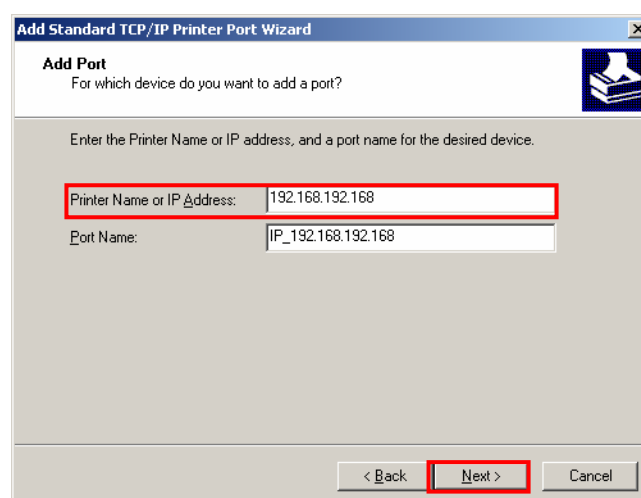 Add Standard TCP/IP Printer Port Wizard
Add Port
For which device do you want to add a port?
Enter the Printer Name or IP address, and a port name for the desired device.
Printer Name or IP Address: 192.168.192.168
Port Name: IP_192.168.192.168
< Back Next > Cancel